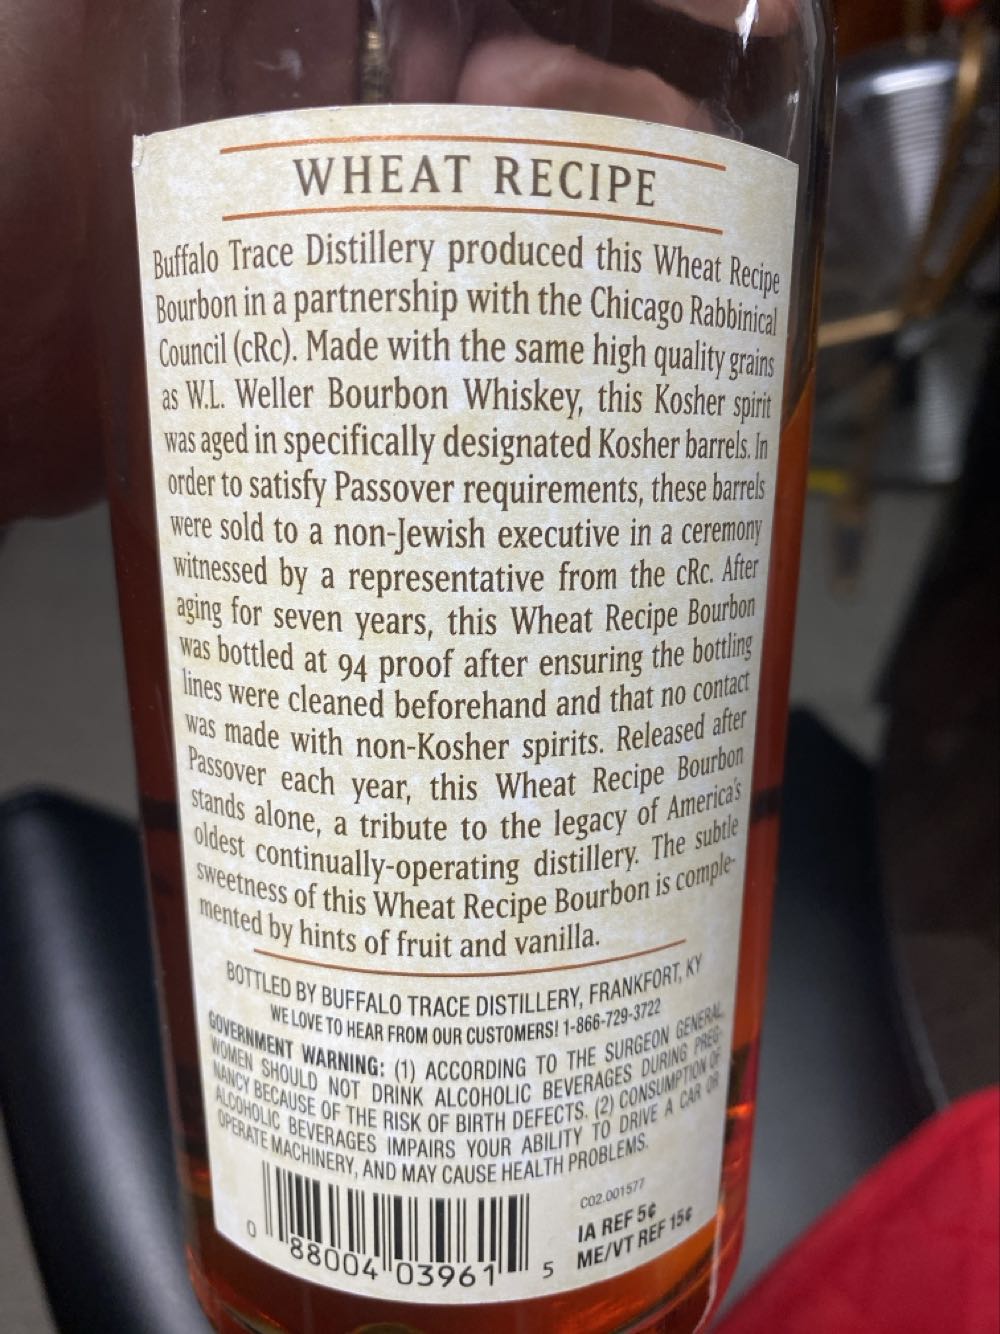 WHEAT RECIPE
Buffalo Trace Distillery produced this Wheat Recipe
Bourbon in a partnership with the Chicago Rabbinical
Council (cRc). Made with the same high quality grains
as W.L. Weller Bourbon Whiskey, this Kosher spirit
was aged in specifically designated Kosher barrels. In
order to satisfy Passover requirements, these barrels
were sold to a non-Jewish executive in a ceremony
witnessed by a representative from the cRc. After
aging for seven years, this Wheat Recipe Bourbon
was bottled at 94 proof after ensuring the bottling
lines were cleaned beforehand and that no contact
was made with non-Kosher spirits. Released after
Passover each year, this Wheat Recipe Bourbon
stands alone, a tribute to the legacy of America's
oldest continually-operating distillery. The subtle
sweetness of this Wheat Recipe Bourbon is comple-
mented by hints of fruit and vanilla.
BOTTLED BY BUFFALO TRACE DISTILLERY, FRANKFORT, KY
WE LOVE TO HEAR FROM OUR CUSTOMERS! 1-866-729-3722
GOVERNMENT WARNING: (1) ACCORDING TO THE SURGEON GENERAL,
WOMEN SHOULD NOT DRINK ALCOHOLIC BEVERAGES DURING PREG-
NANCY BECAUSE OF THE RISK OF BIRTH DEFECTS. (2) CONSUMPTION OF
ALCOHOLIC BEVERAGES IMPAIRS YOUR ABILITY TO DRIVE A CAR OR
OPERATE MACHINERY, AND MAY CAUSE HEALTH PROBLEMS.
C02.001577
IA REF 5¢
ME/VT REF 15¢
0 88004 03961 5